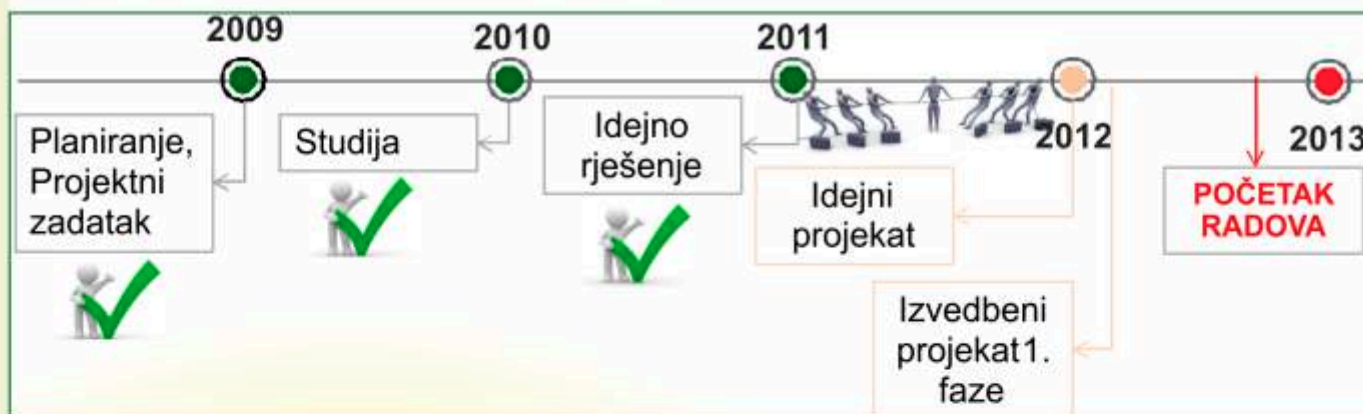 2009
2010
2011
2012
2013
Planiranje,
Projektni
zadatak
Studija
Idejno
rješenje
Idejni
projekat
Izvedbeni
projekat1.
faze
POČETAK
RADOVA